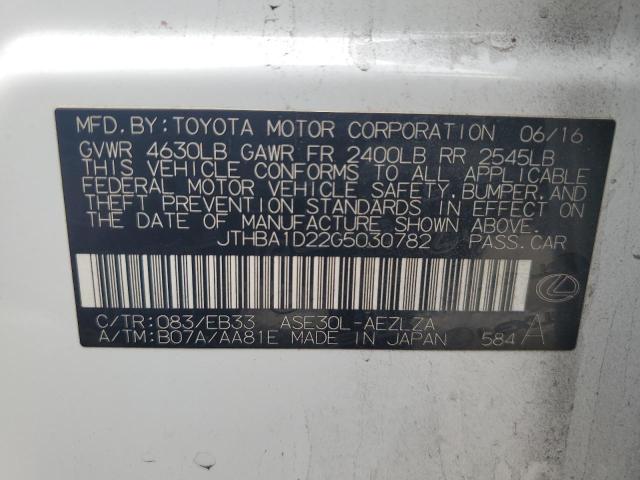 MFD. BY: TOYOTA MOTOR CORPORATION 06/16
GVWR 4630LB GAWR FR 2400LB RR 2545LB
THIS VEHICLE CONFORMS TO ALL APPLICABLE
FEDERAL MOTOR VEHICLE SAFETY, BUMPER, AND
THEFT PREVENTION STANDARDS IN EFFECT ON
THE DATE OF MANUFACTURE SHOWN ABOVE.
JTHBA1D22G5030782 PASS. CAR
C/TR: 083/EB33 ASE30L-AEZLZA
A/TM: B07A/AA81E MADE IN JAPAN 584 A